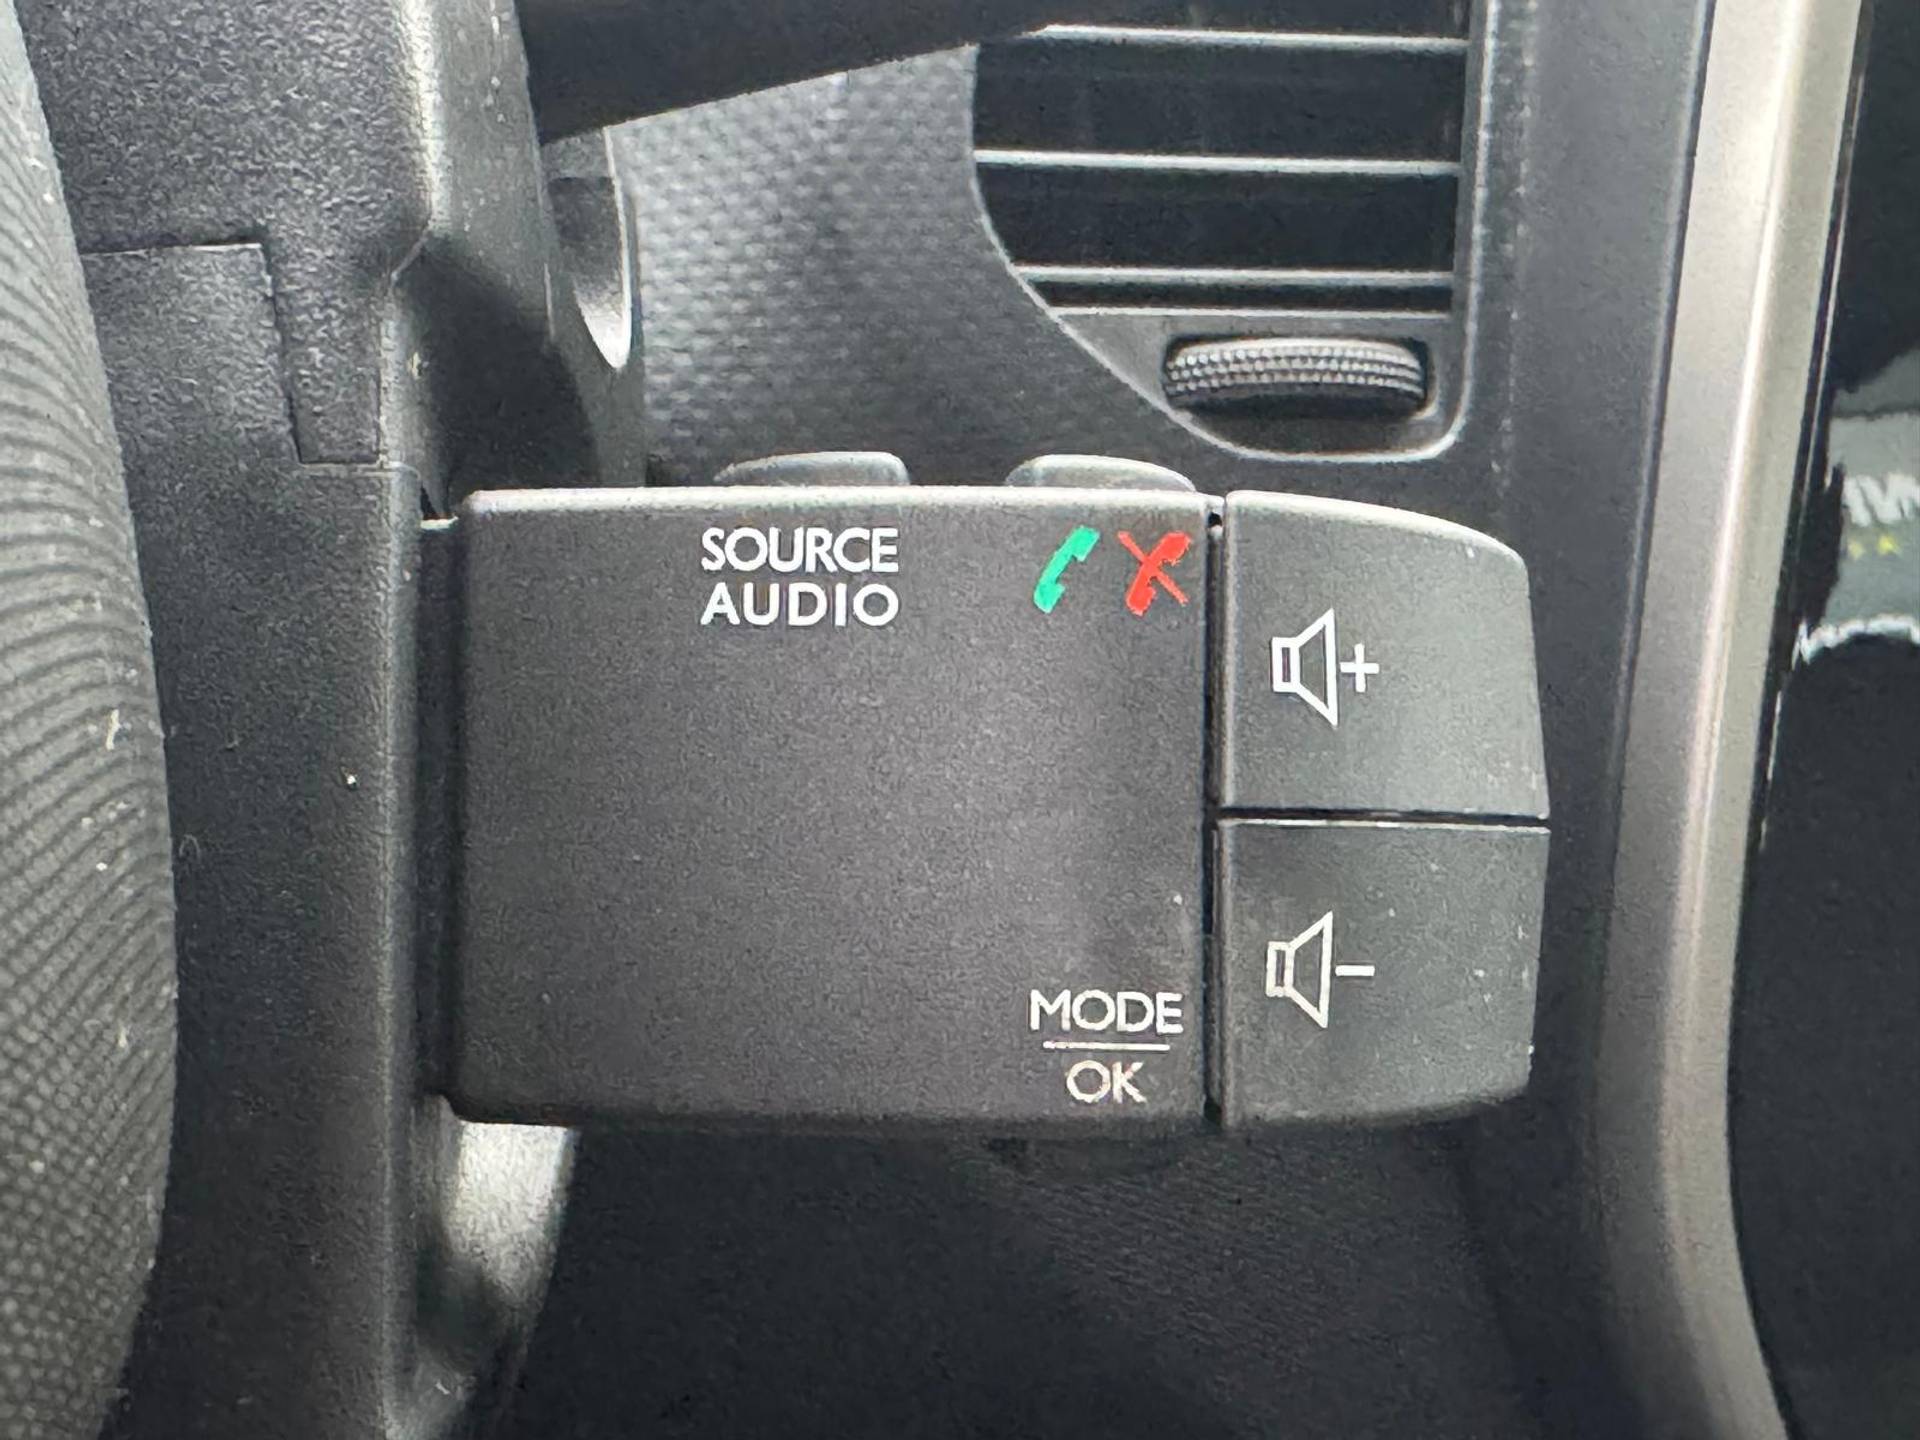 SOURCE
AUDIO
+
-
MODE
OK